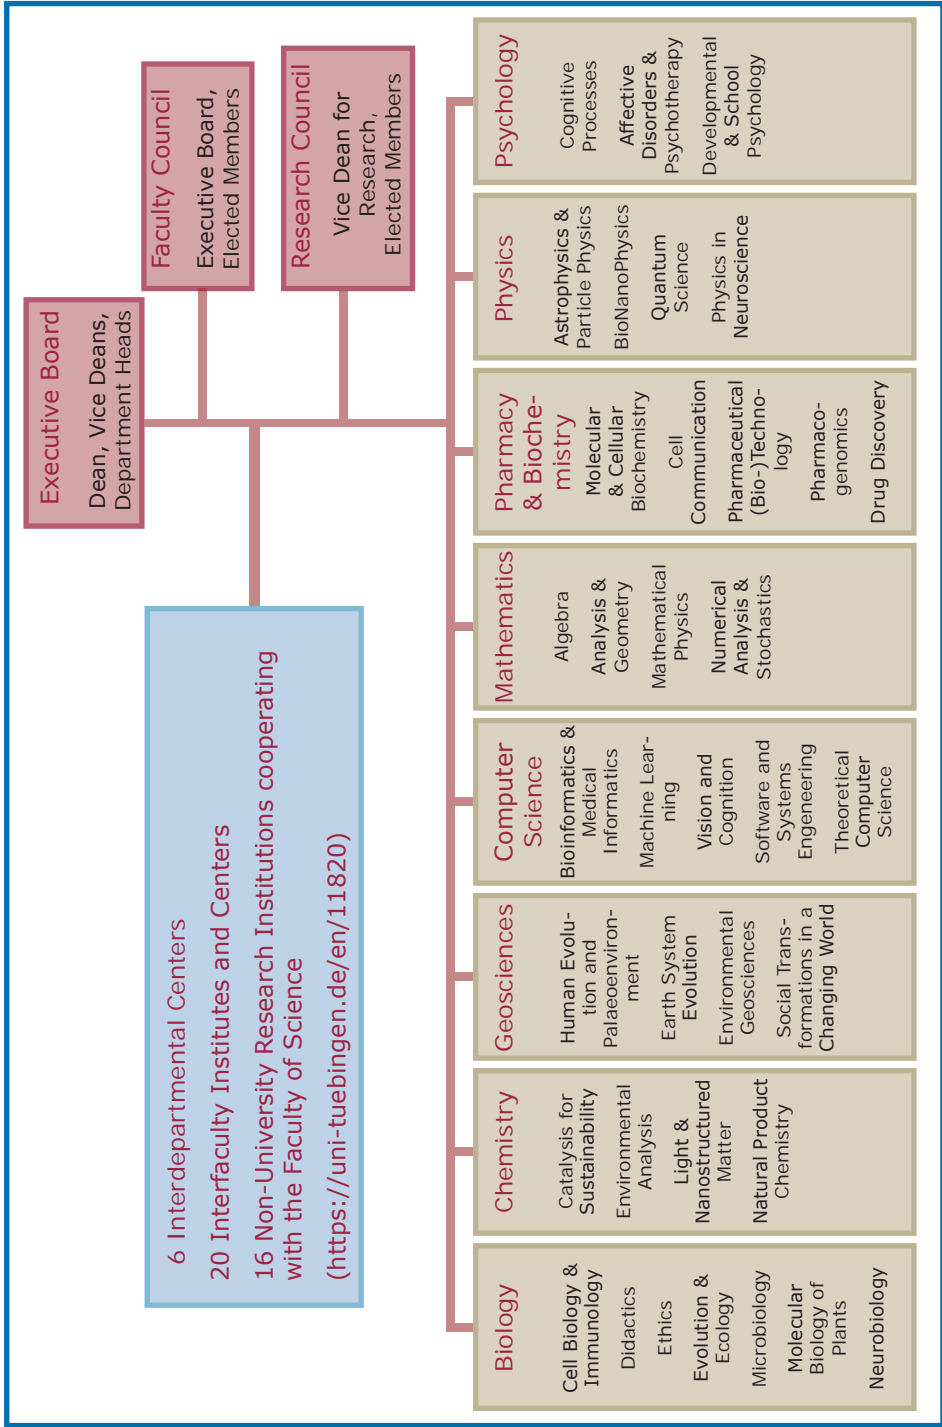 Executive Board
Dean, Vice Deans,
Department Heads
Faculty Council
Executive Board,
Elected Members
Research Council
Vice Dean for
Research,
Elected Members
6 Interdepartmental Centers
20 Interfaculty Institutes and Centers
16 Non-University Research Institutions cooperating
with the Faculty of Science
(https://uni-tuebingen.de/en/11820)
Biology
Cell Biology &
Immunology
Didactics
Ethics
Evolution &
Ecology
Microbiology
Molecular
Biology of
Plants
Neurobiology
Chemistry
Catalysis for
Sustainability
Environmental
Analysis
Light &
Nanostructured
Matter
Natural Product
Chemistry
Geosciences
Human Evolu-
tion and
Palaeoenviron-
ment
Earth System
Evolution
Environmental
Geosciences
Social Trans-
formations in a
Changing World
Computer
Science
Bioinformatics &
Medical
Informatics
Machine Lear-
ning
Vision and
Cognition
Software and
Systems
Engeneering
Theoretical
Computer
Science
Mathematics
Algebra
Analysis &
Geometry
Mathematical
Physics
Numerical
Analysis &
Stochastics
Pharmacy
& Bioche-
mistry
Molecular
& Cellular
Biochemistry
Cell
Communication
Pharmaceutical
(Bio-)Techno-
logy
Pharmaco-
genomics
Drug Discovery
Physics
Astrophysics &
Particle Physics
BioNanoPhysics
Quantum
Science
Physics in
Neuroscience
Psychology
Cognitive
Processes
Affective
Disorders &
Psychotherapy
Developmental
& School
Psychology